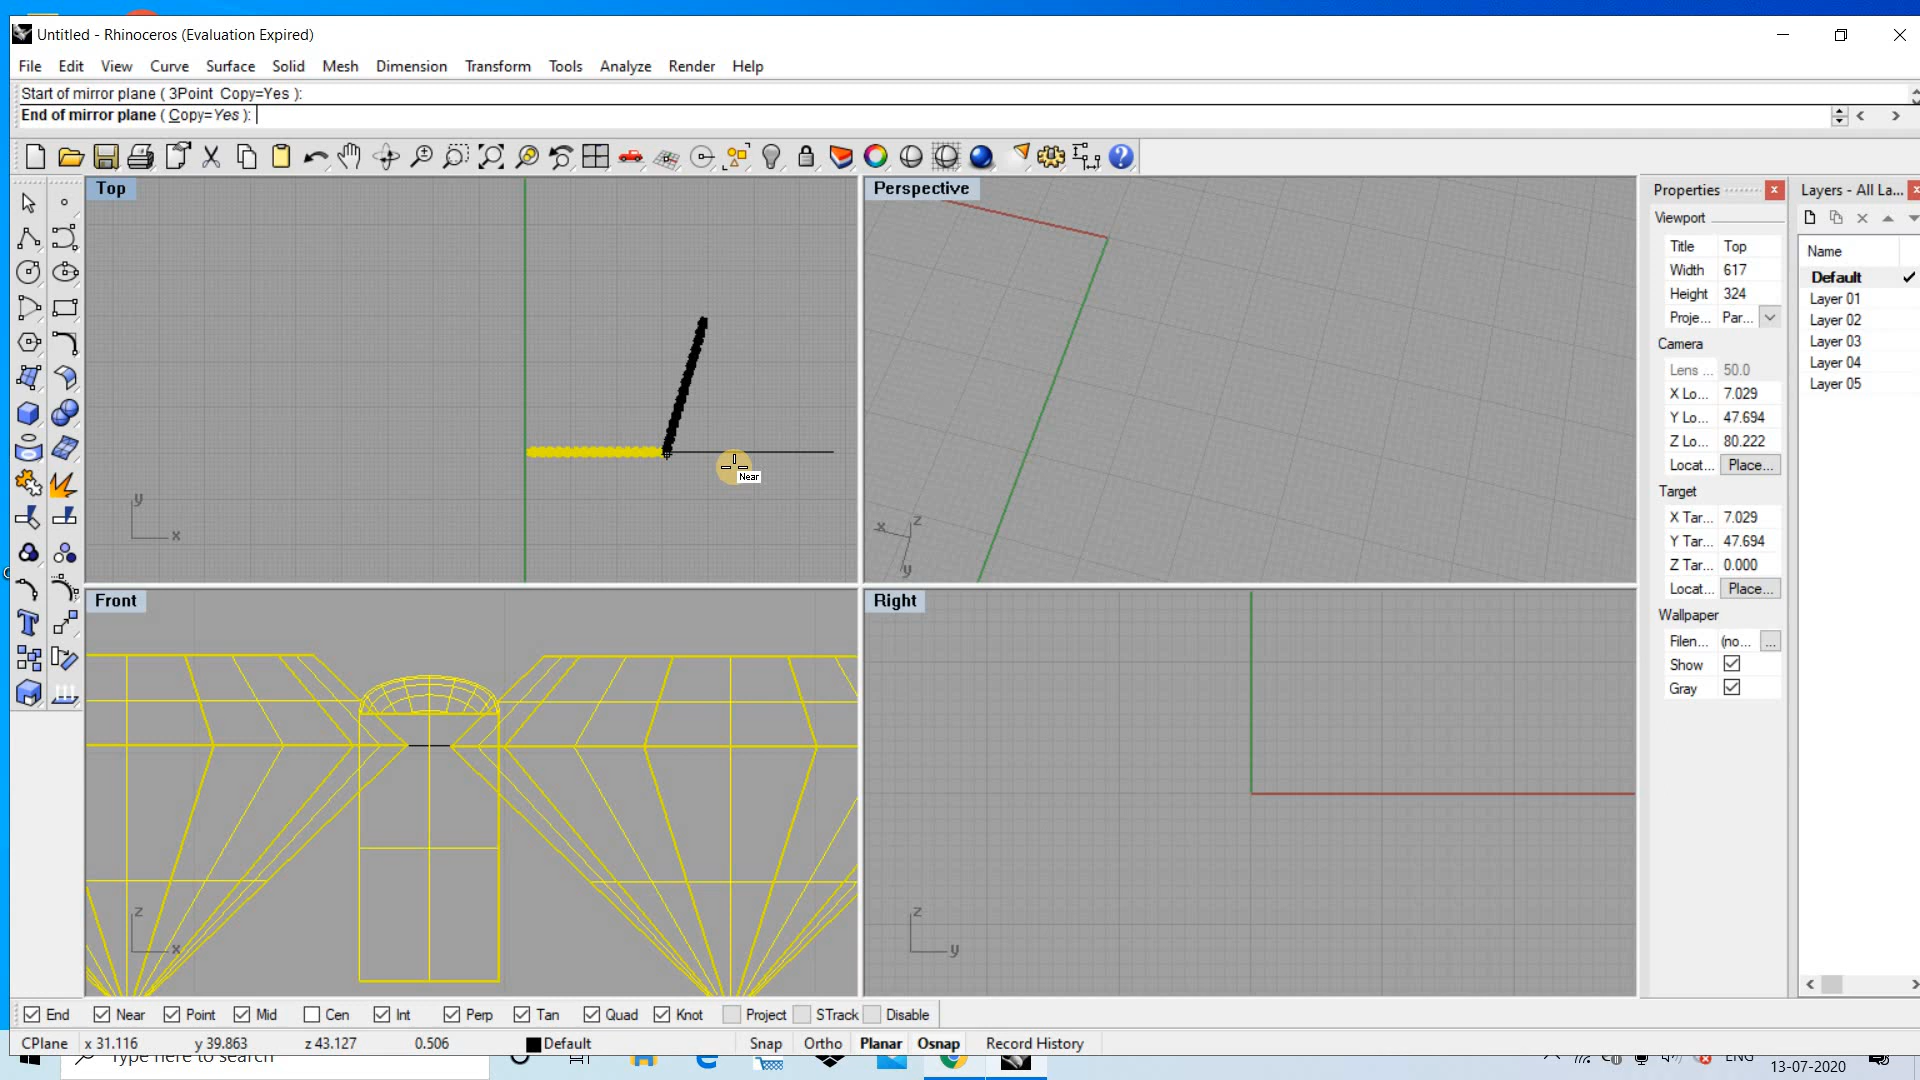 Untitled - Rhinoceros (Evaluation Expired)
File Edit View Curve Surface Solid Mesh Dimension Transform Tools Analyze Render Help
Start of mirror plane ( 3Point Copy=Yes ):
End of mirror plane ( Copy=Yes ):
Top
Perspective
Properties
Layers - All La...
Viewport
Title Top
Width 617
Height 324
Proje... Par...
Camera
Lens ... 50.0
X Lo... 7.029
Y Lo... 47.694
Z Lo... 80.222
Locat... Place...
Target
X Tar... 7.029
Y Tar... 47.694
Z Tar... 0.000
Locat... Place...
Wallpaper
Filen... (no... ...
Show
Gray
Name
Default
Layer 01
Layer 02
Layer 03
Layer 04
Layer 05
Near
y
x
x z
y
Front
Right
z
x
z
y
End Near Point Mid Cen Int Perp Tan Quad Knot Project STrack Disable
CPlane x 31.116 y 39.863 z 43.127 0.506 Default Snap Ortho Planar Osnap Record History
Type here to search
ENG
13-07-2020